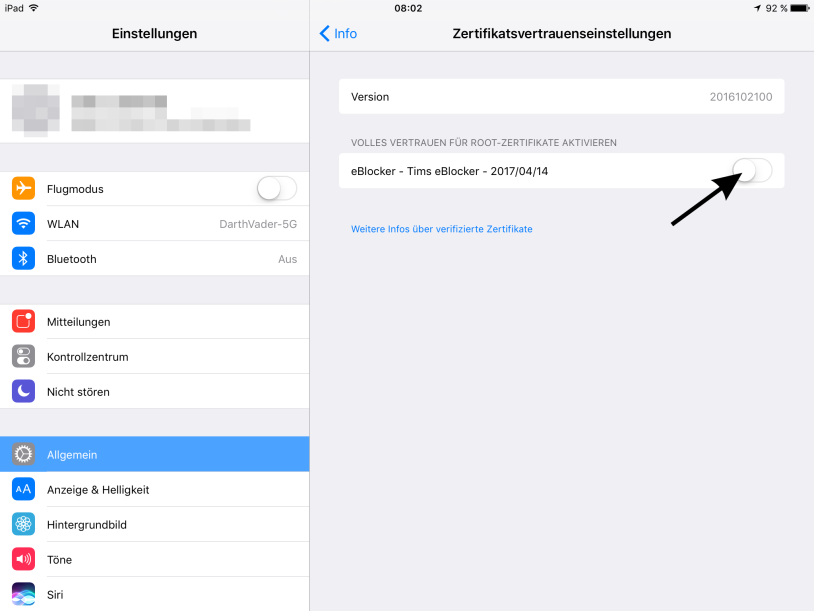 iPad
08:02
92 %
Einstellungen
Info
Zertifikatsvertrauenseinstellungen
Version
2016102100
VOLLES VERTRAUEN FÜR ROOT-ZERTIFIKATE AKTIVIEREN
eBlocker - Tims eBlocker - 2017/04/14
Weitere Infos über verifizierte Zertifikate
Flugmodus
WLAN
DarthVader-5G
Bluetooth
Aus
Mitteilungen
Kontrollzentrum
Nicht stören
Allgemein
AA
Anzeige & Helligkeit
Hintergrundbild
Töne
Siri